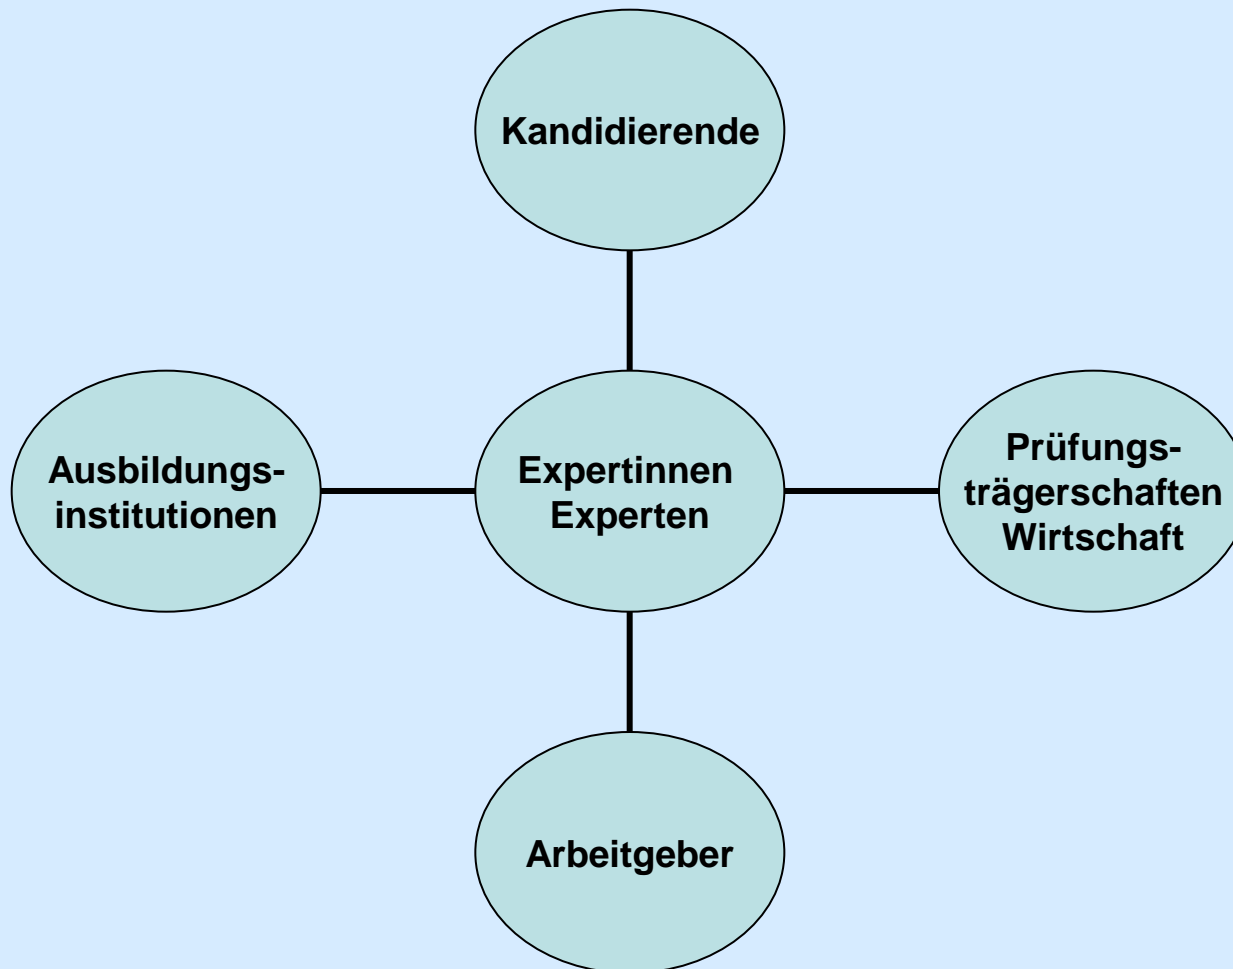 Kandidierende
Ausbildungs-
institutionen
Expertinnen
Experten
Prüfungs-
trägerschaften
Wirtschaft
Arbeitgeber